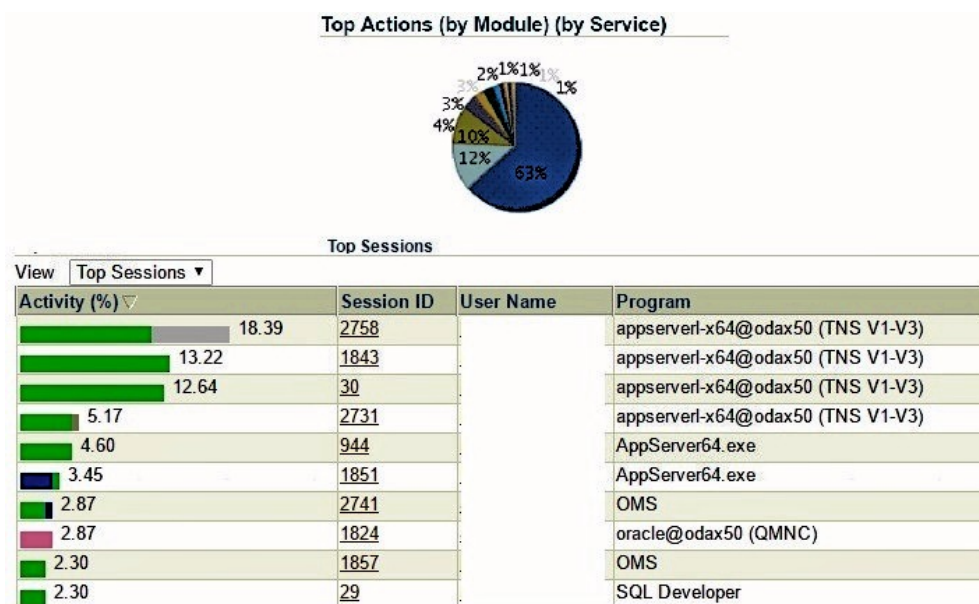 Top Actions (by Module) (by Service)
2% 1% 1% 1%
3% 1%
3%
4% 10%
12% 63%
Top Sessions
View Top Sessions ▼
Activity (%) Session ID User Name Program
18.39 2758 appserverl-x64@odax50 (TNS V1-V3)
13.22 1843 appserverl-x64@odax50 (TNS V1-V3)
12.64 30 appserverl-x64@odax50 (TNS V1-V3)
5.17 2731 appserverl-x64@odax50 (TNS V1-V3)
4.60 944 AppServer64.exe
3.45 1851 AppServer64.exe
2.87 2741 OMS
2.87 1824 oracle@odax50 (QMNC)
2.30 1857 OMS
2.30 29 SQL Developer